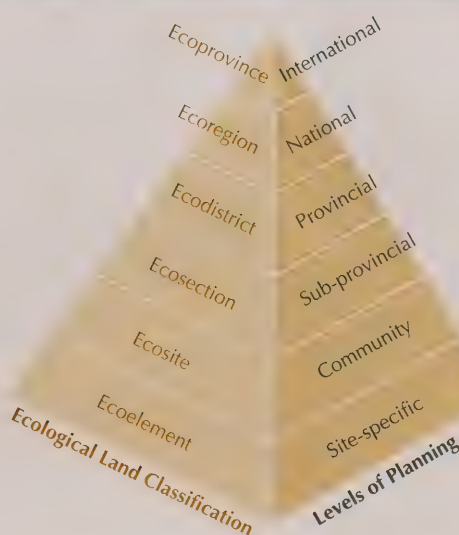 Ecoprovince
International
Ecoregion
National
Ecodistrict
Provincial
Ecosection
Sub-provincial
Ecosite
Community
Ecoelement
Site-specific
Ecological Land Classification
Levels of Planning